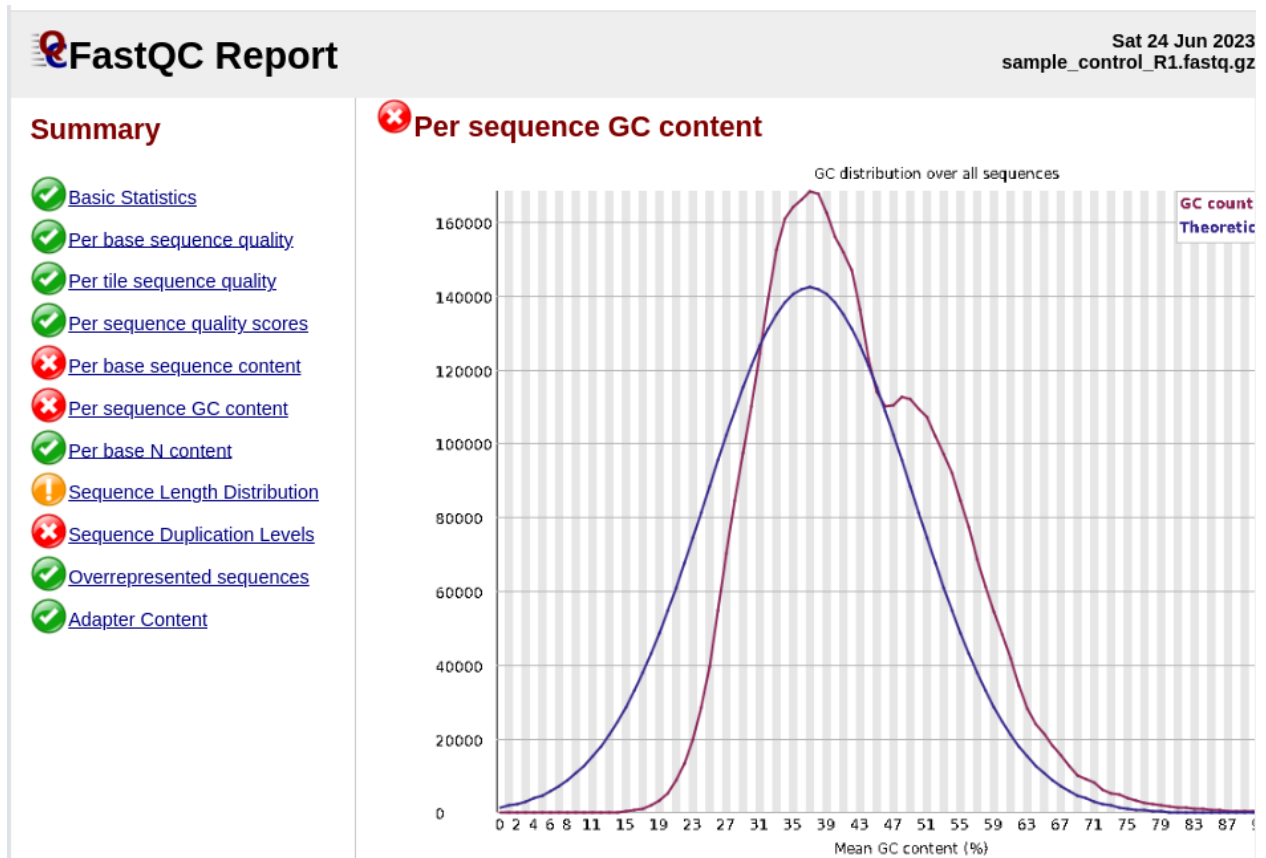 FastQC Report
Sat 24 Jun 2023
sample_control_R1.fastq.gz
Summary
Basic Statistics
Per base sequence quality
Per tile sequence quality
Per sequence quality scores
Per base sequence content
Per sequence GC content
Per base N content
Sequence Length Distribution
Sequence Duplication Levels
Overrepresented sequences
Adapter Content
Per sequence GC content
GC distribution over all sequences
GC count
Theoretic
160000
140000
120000
100000
80000
60000
40000
20000
0
0 2 4 6 8 11 15 19 23 27 31 35 39 43 47 51 55 59 63 67 71 75 79 83 87
Mean GC content (%)